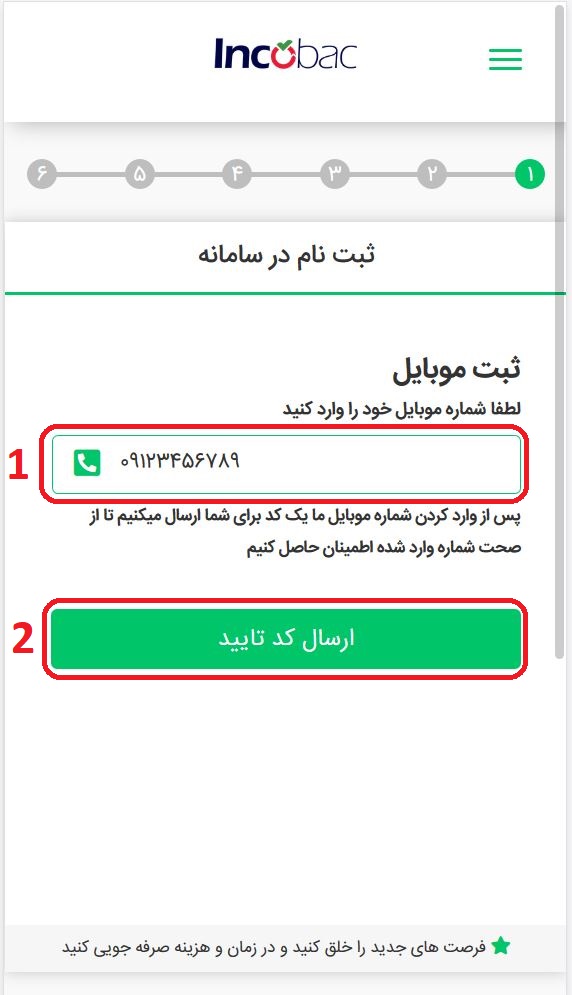 Incobac
۱ ۲ ۳ ۴ ۵ ۶
ثبت نام در سامانه
ثبت موبایل
لطفا شماره موبایل خود را وارد کنید
1
۰۹۱۲۳۴۵۶۷۸۹
پس از وارد کردن شماره موبایل ما یک کد برای شما ارسال میکنیم تا از
صحت شماره وارد شده اطمینان حاصل کنیم
2
ارسال کد تایید
فرصت های جدید را خلق کنید و در زمان و هزینه صرفه جویی کنید